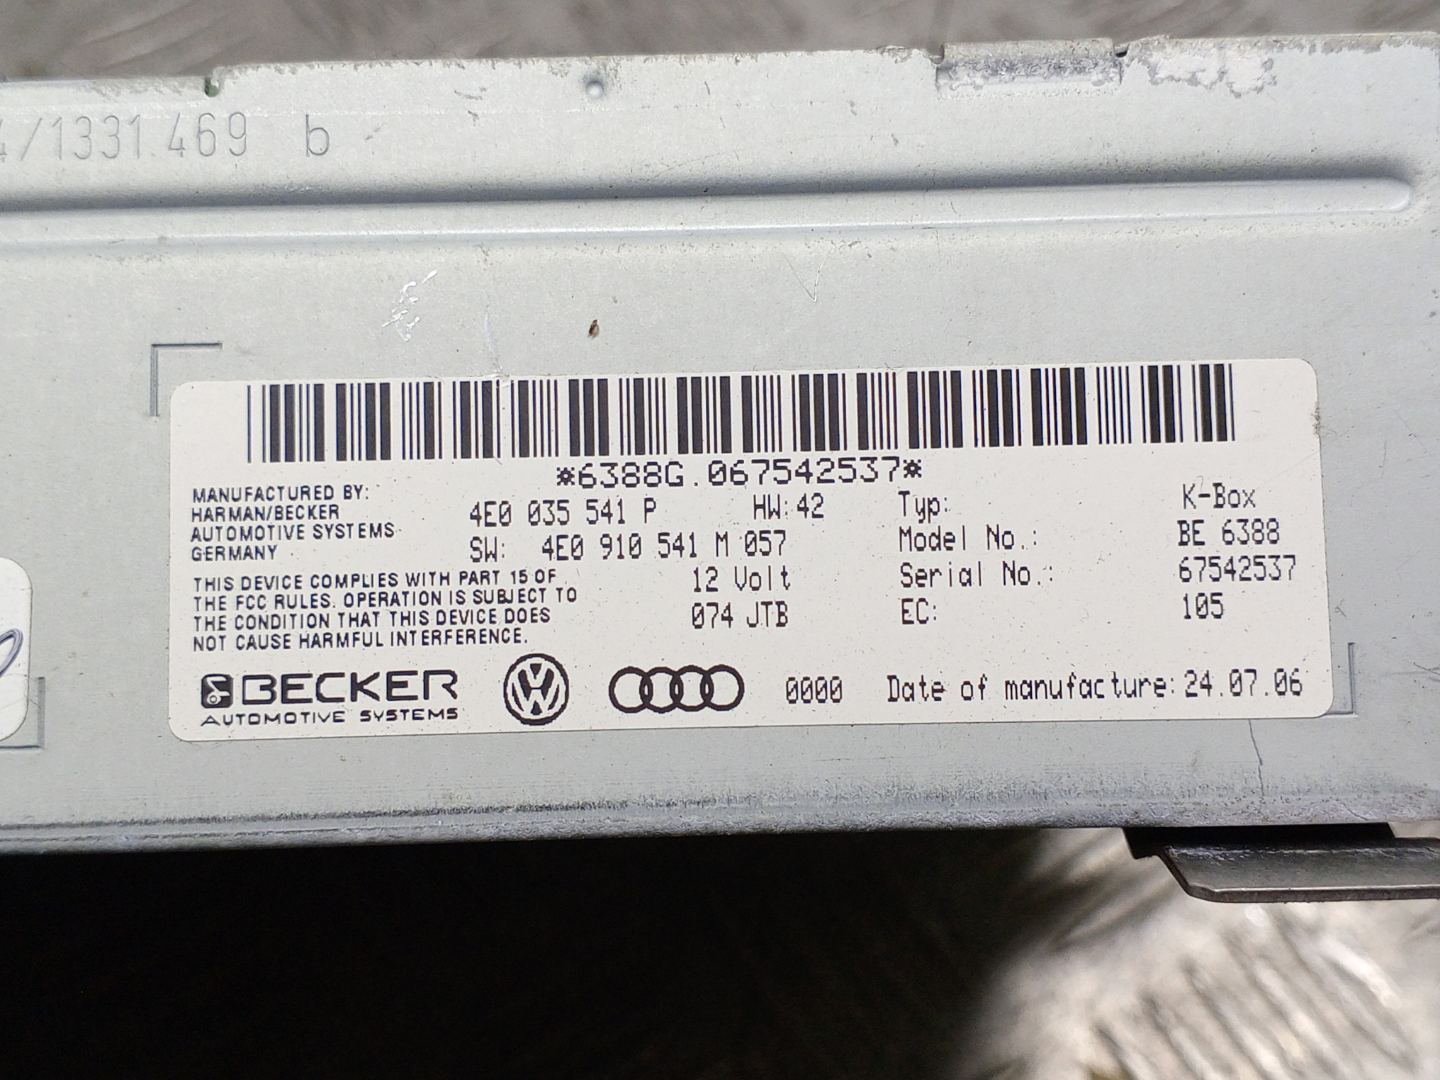 4/1331.469 b
*6388G.067542537*
MANUFACTURED BY:
HARMAN/BECKER
AUTOMOTIVE SYSTEMS
GERMANY
4E0 035 541 P HW: 42
SW: 4E0 910 541 M 057
12 Volt
074 JTB
Typ: K-Box
Model No.: BE 6388
Serial No.: 67542537
EC: 105
THIS DEVICE COMPLIES WITH PART 15 OF
THE FCC RULES. OPERATION IS SUBJECT TO
THE CONDITION THAT THIS DEVICE DOES
NOT CAUSE HARMFUL INTERFERENCE.
BECKER
AUTOMOTIVE SYSTEMS
0000 Date of manufacture: 24.07.06